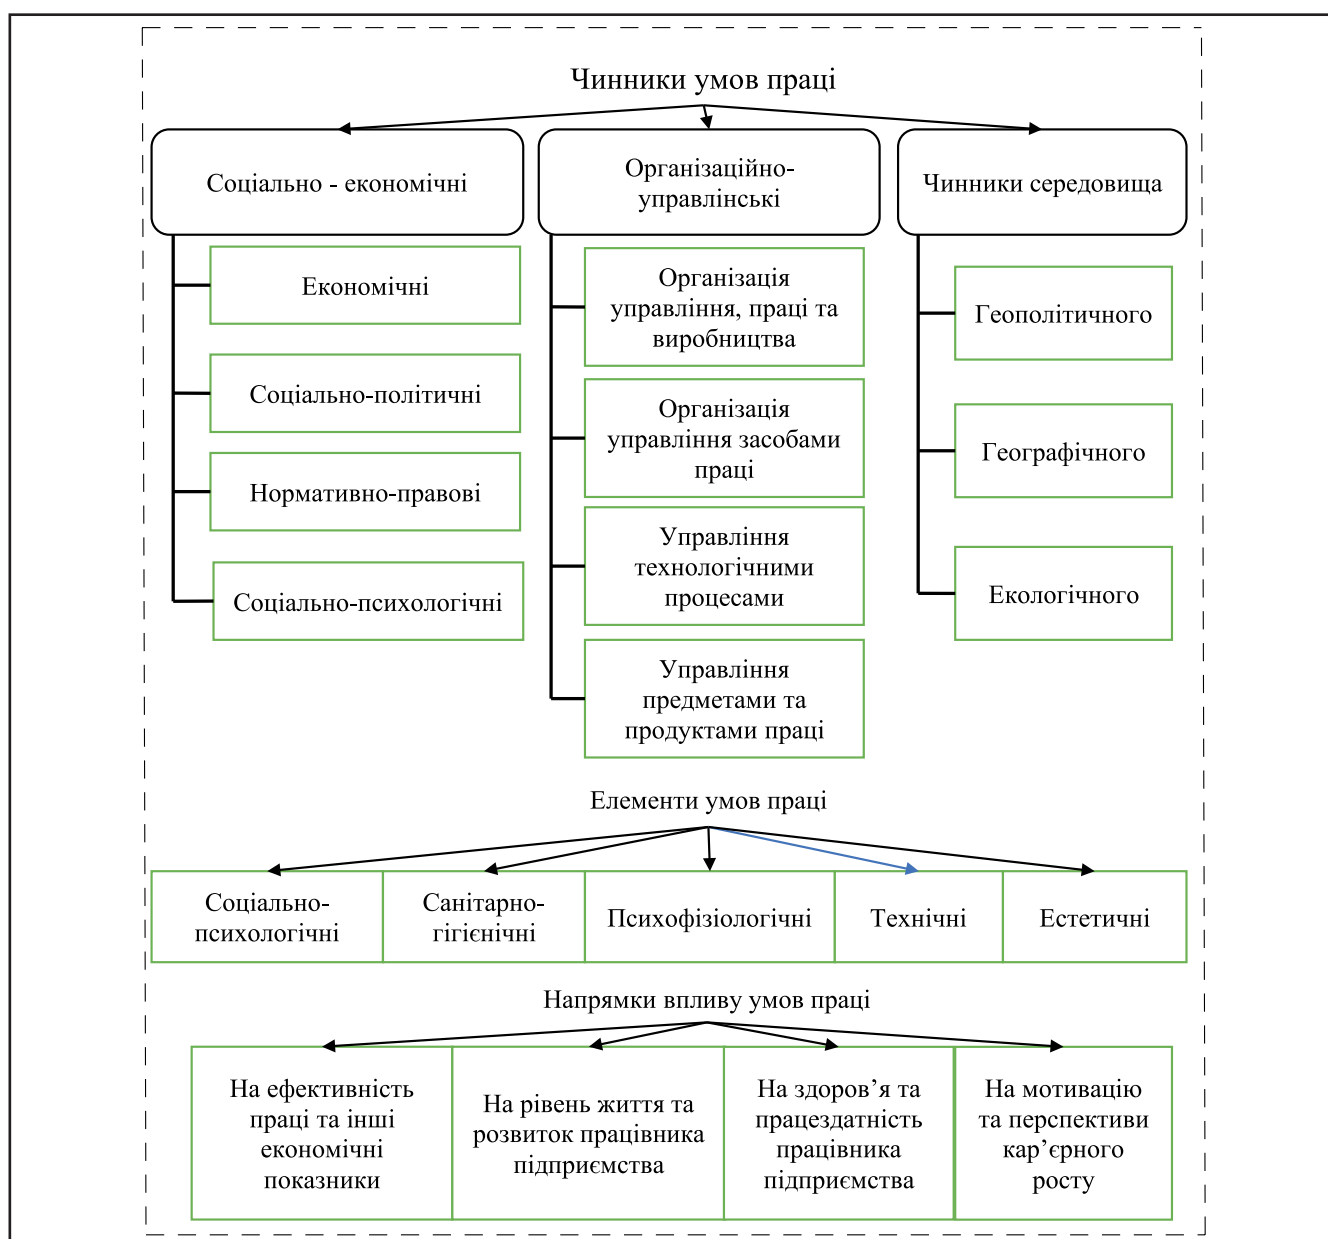 Чинники умов праці
Соціально - економічні
Економічні
Соціально-політичні
Нормативно-правові
Соціально-психологічні
Організаційно-
управлінські
Організація
управління, праці та
виробництва
Організація
управління засобами
праці
Управління
технологічними
процесами
Управління
предметами та
продуктами праці
Чинники середовища
Геополітичного
Географічного
Екологічного
Елементи умов праці
Соціально-
психологічні
Санітарно-
гігієнічні
Психофізіологічні
Технічні
Естетичні
Напрямки впливу умов праці
На ефективність
праці та інші
економічні
показники
На рівень життя та
розвиток працівника
підприємства
На здоров’я та
працездатність
працівника
підприємства
На мотивацію
та перспективи
кар’єрного
росту